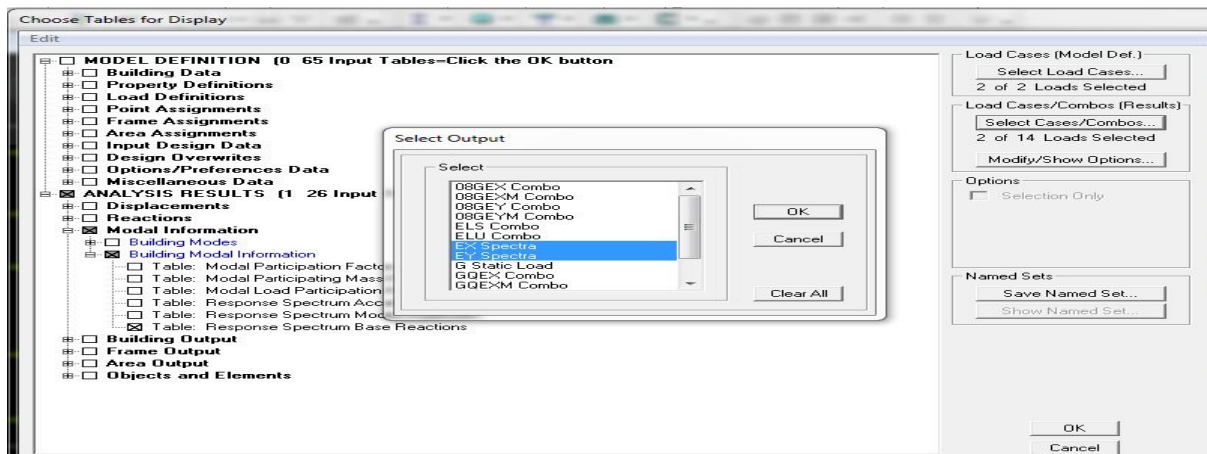 Choose Tables for Display
Edit
MODEL DEFINITION (0 65 Input Tables=Click the OK button
Building Data
Property Definitions
Load Definitions
Point Assignments
Frame Assignments
Area Assignments
Input Design Data
Design Overwrites
Options/Preferences Data
Miscellaneous Data
ANALYSIS RESULTS (1 26 Input
Displacements
Reactions
Modal Information
Building Modes
Building Modal Information
Table: Modal Participation Facto
Table: Modal Participating Mass
Table: Modal Load Participation
Table: Response Spectrum Acc
Table: Response Spectrum Mod
Table: Response Spectrum Base Reactions
Building Output
Frame Output
Area Output
Objects and Elements
Select Output
Select
08GEX Combo
08GEXM Combo
08GEY Combo
08GEYM Combo
ELS Combo
ELU Combo
EX Spectra
EY Spectra
G Static Load
GQEX Combo
GQEXM Combo
OK
Cancel
Clear All
Load Cases (Model Def.)
Select Load Cases...
2 of 2 Loads Selected
Load Cases/Combos (Results)
Select Cases/Combos...
2 of 14 Loads Selected
Modify/Show Options...
Options
Selection Only
Named Sets
Save Named Set...
Show Named Set...
OK
Cancel